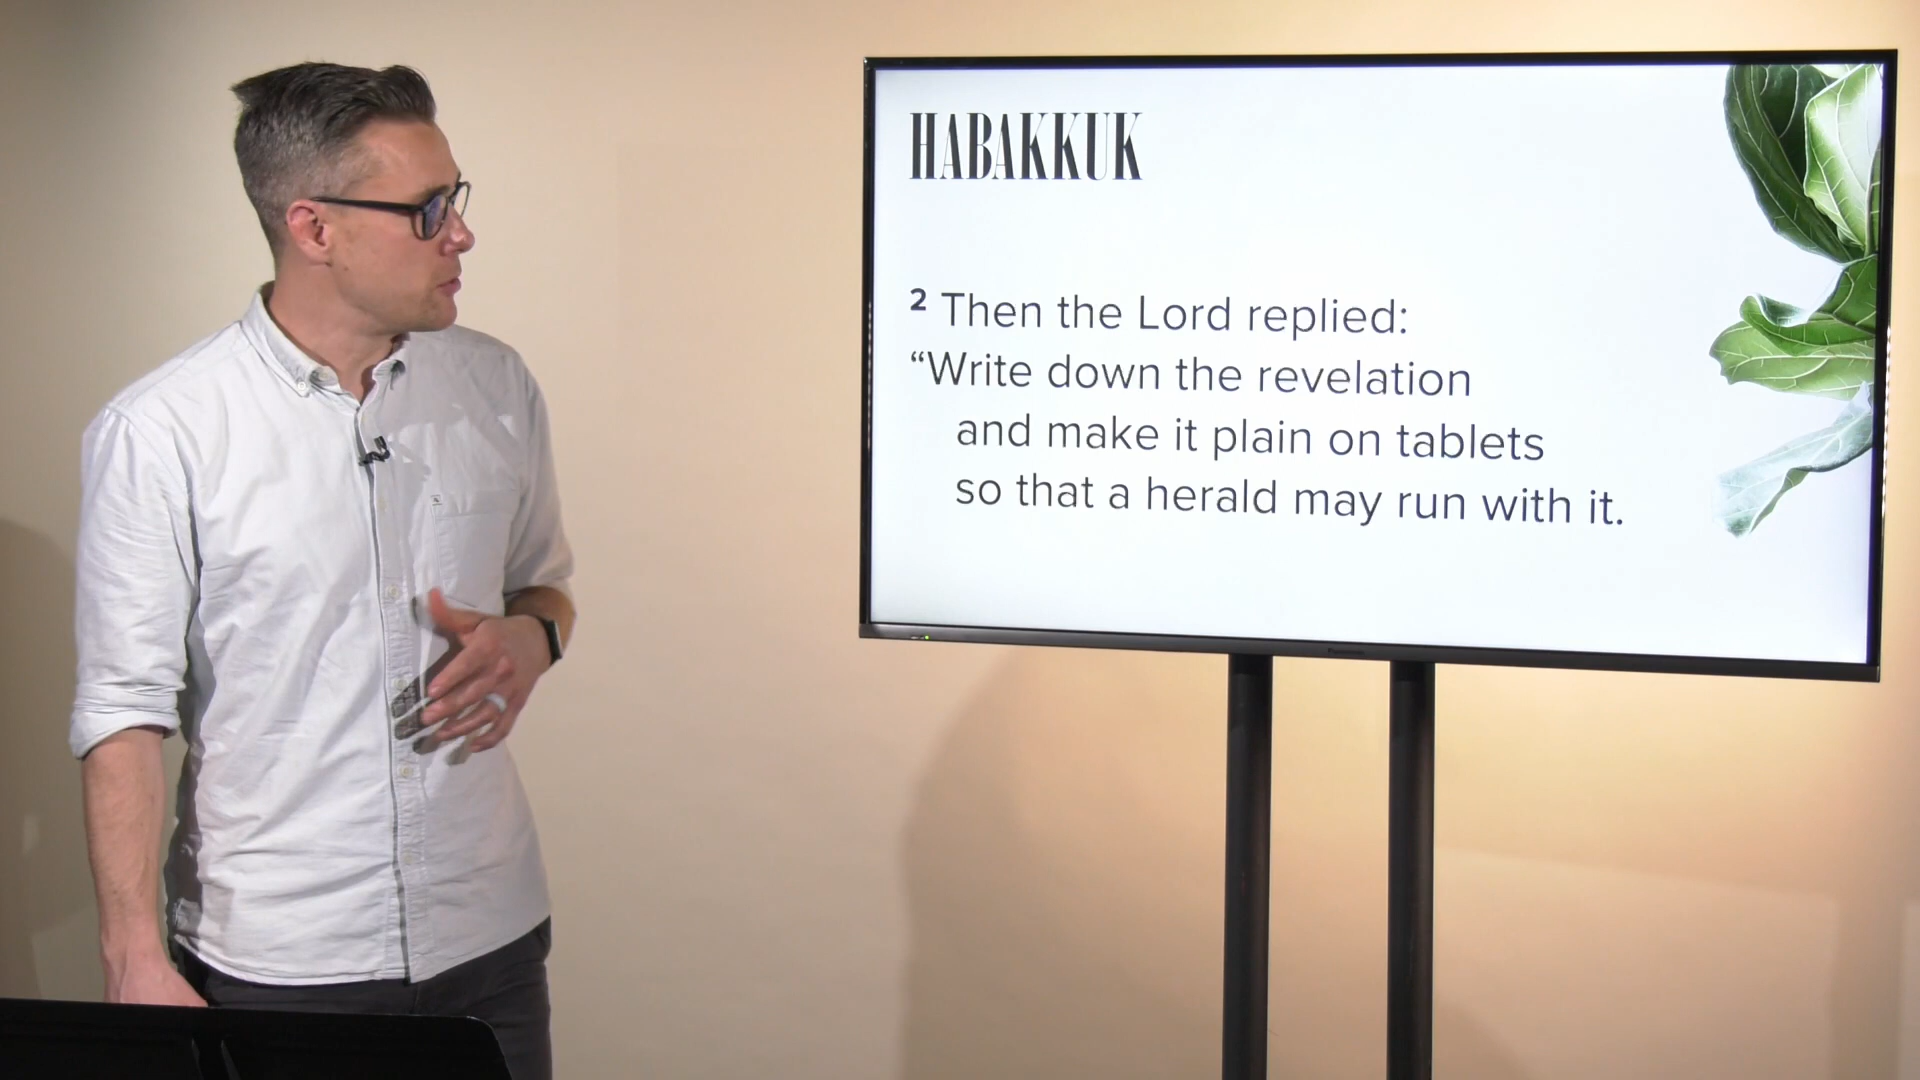 HABAKKUK
² Then the Lord replied:
“Write down the revelation
and make it plain on tablets
so that a herald may run with it.